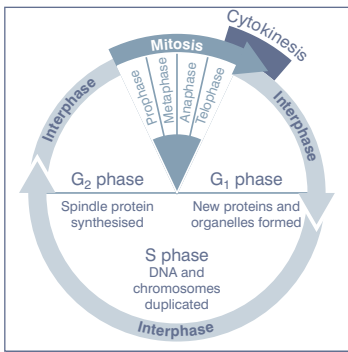 Cytokinesis
Mitosis
Prophase
Metaphase
Anaphase
Telophase
Interphase
Interphase
G₂ phase
Spindle protein
synthesised
G₁ phase
New proteins and
organelles formed
S phase
DNA and
chromosomes
duplicated
Interphase